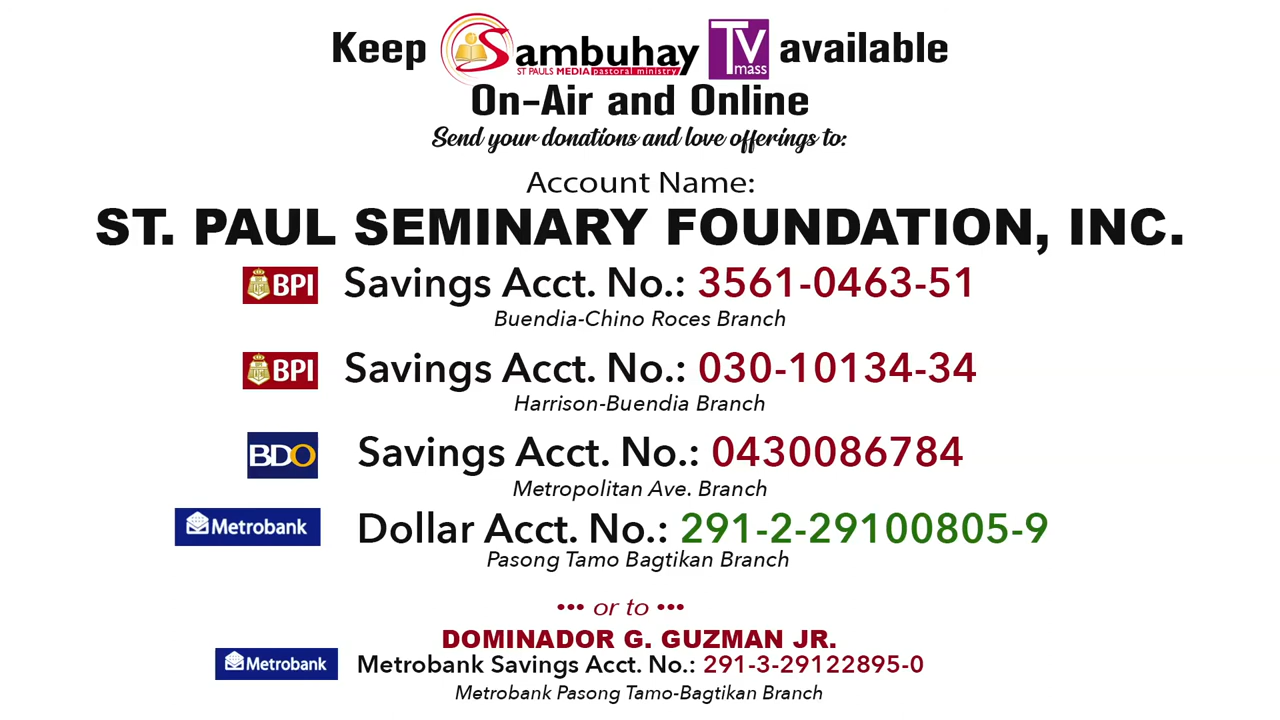 Keep Sambuhay TV mass available
ST PAULS MEDIA pastoral ministry
On-Air and Online
Send your donations and love offerings to:
Account Name:
ST. PAUL SEMINARY FOUNDATION, INC.
BPI Savings Acct. No.: 3561-0463-51
Buendia-Chino Roces Branch
BPI Savings Acct. No.: 030-10134-34
Harrison-Buendia Branch
BDO Savings Acct. No.: 0430086784
Metropolitan Ave. Branch
Metrobank Dollar Acct. No.: 291-2-29100805-9
Pasong Tamo Bagtikan Branch
••• or to •••
DOMINADOR G. GUZMAN JR.
Metrobank Metrobank Savings Acct. No.: 291-3-29122895-0
Metrobank Pasong Tamo-Bagtikan Branch